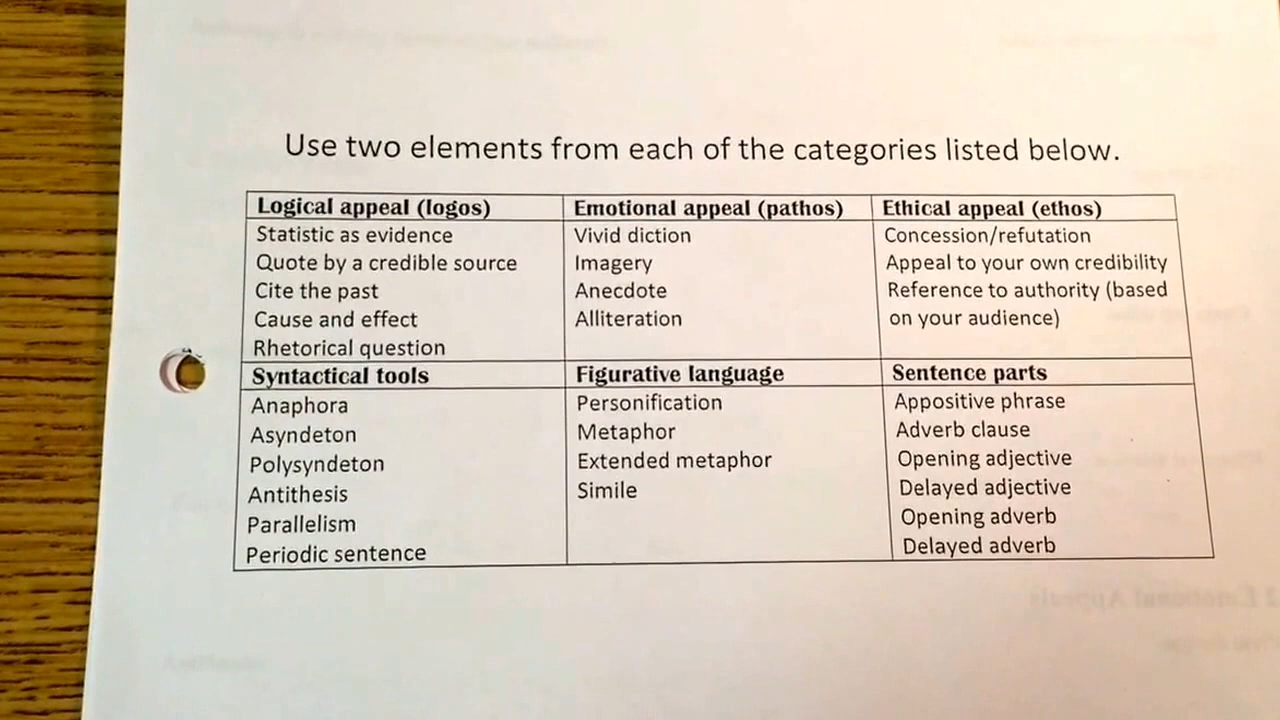 Use two elements from each of the categories listed below.
Logical appeal (logos) Emotional appeal (pathos) Ethical appeal (ethos)
Statistic as evidence Vivid diction Concession/refutation
Quote by a credible source Imagery Appeal to your own credibility
Cite the past Anecdote Reference to authority (based
Cause and effect Alliteration on your audience)
Rhetorical question
Syntactical tools Figurative language Sentence parts
Anaphora Personification Appositive phrase
Asyndeton Metaphor Adverb clause
Polysyndeton Extended metaphor Opening adjective
Antithesis Simile Delayed adjective
Parallelism Opening adverb
Periodic sentence Delayed adverb